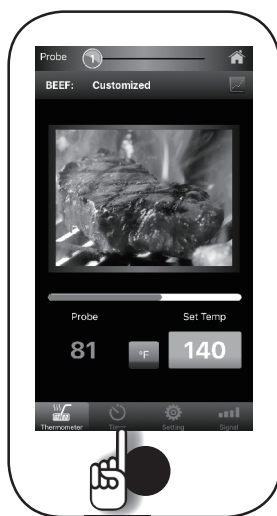 Probe 1
BEEF: Customized
Probe Set Temp
81 °F 140
Thermometer Timer Setting Signal